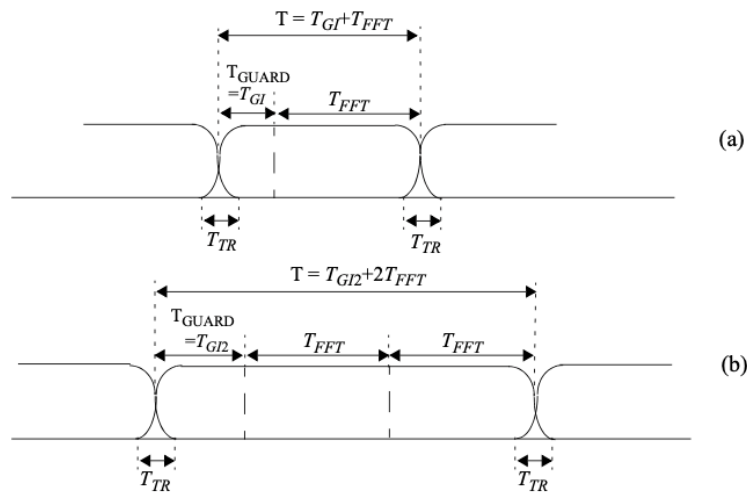 T = T_GI+T_FFT
T_GUARD
=T_GI
T_FFT
(a)
T_TR
T_TR
T = T_GI2+2T_FFT
T_GUARD
=T_GI2
T_FFT
T_FFT
(b)
T_TR
T_TR